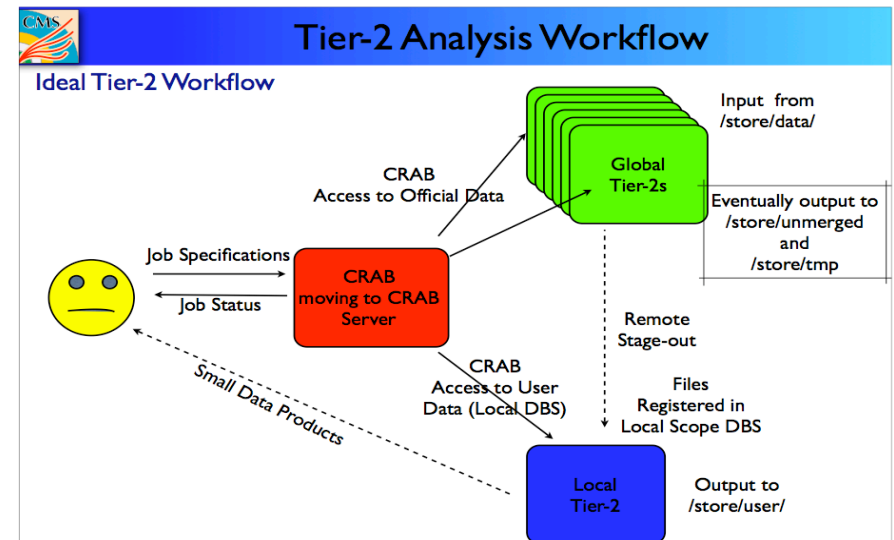 CMS
Tier-2 Analysis Workflow
Ideal Tier-2 Workflow
Input from
/store/data/
Global
Tier-2s
CRAB
Access to Official Data
Eventually output to
/store/unmerged
and
/store/tmp
Job Specifications
CRAB
moving to CRAB
Server
Job Status
Remote
Stage-out
CRAB
Access to User
Data (Local DBS)
Small Data Products
Files
Registered in
Local Scope DBS
Local
Tier-2
Output to
/store/user/